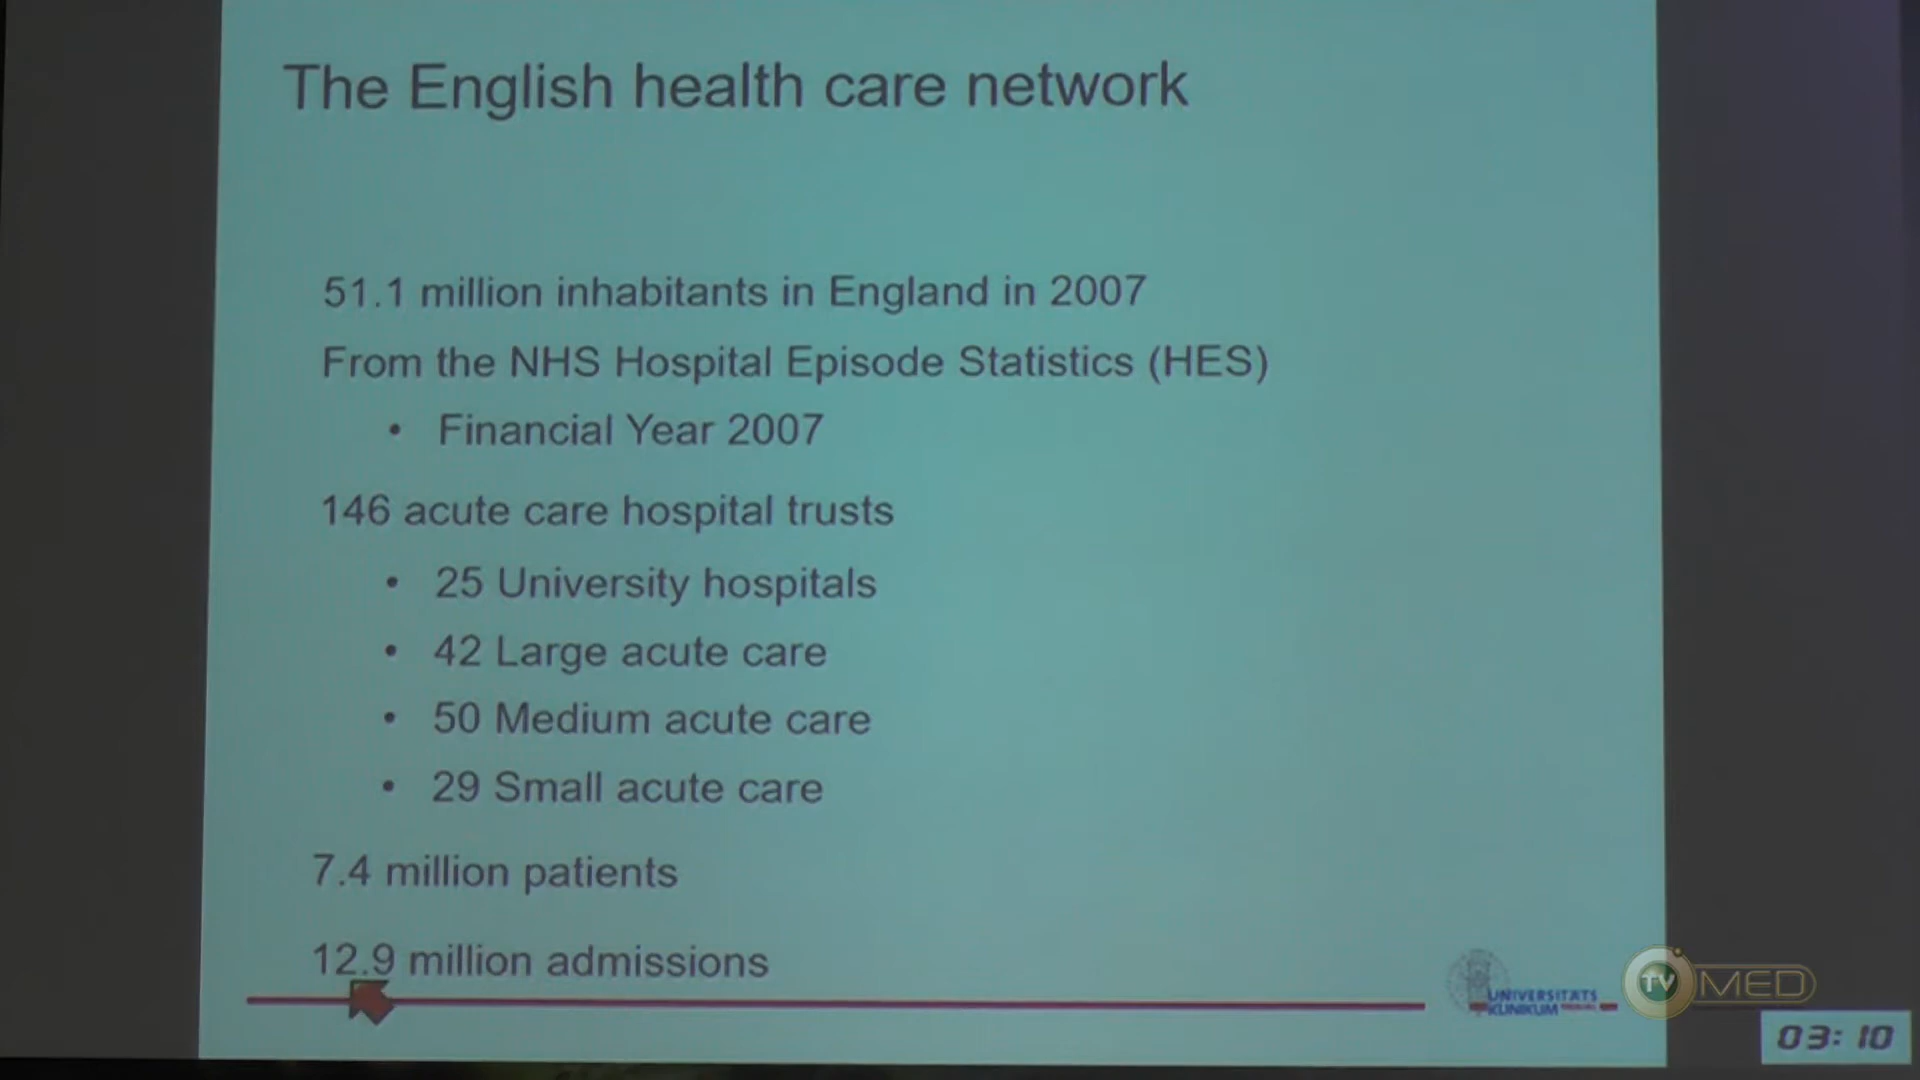 The English health care network
51.1 million inhabitants in England in 2007
From the NHS Hospital Episode Statistics (HES)
• Financial Year 2007
146 acute care hospital trusts
• 25 University hospitals
• 42 Large acute care
• 50 Medium acute care
• 29 Small acute care
7.4 million patients
12.9 million admissions
UNIVERSITÄTS
KLINIKUM
TV MED
03:10